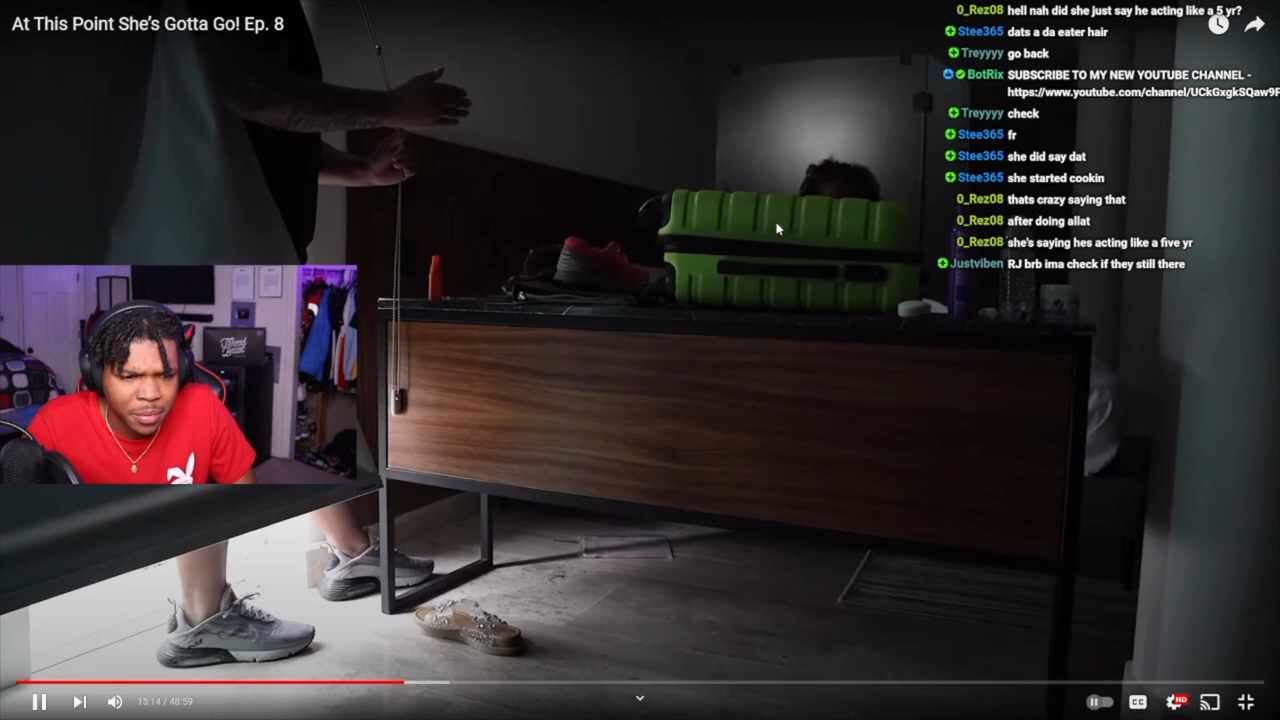 At This Point She's Gotta Go! Ep. 8
0_Rez08 hell nah did she just say he acting like a 5 yr?
Stee365 dats a da eater hair
Treyyyy go back
BotRix SUBSCRIBE TO MY NEW YOUTUBE CHANNEL -
https://www.youtube.com/channel/UCkGxgkSQaw9F
Treyyyy check
Stee365 fr
Stee365 she did say dat
Stee365 she started cookin
0_Rez08 thats crazy saying that
0_Rez08 after doing allat
0_Rez08 she's saying hes acting like a five yr
Justviben RJ brb ima check if they still there
15:14 / 48:59
CC
HD